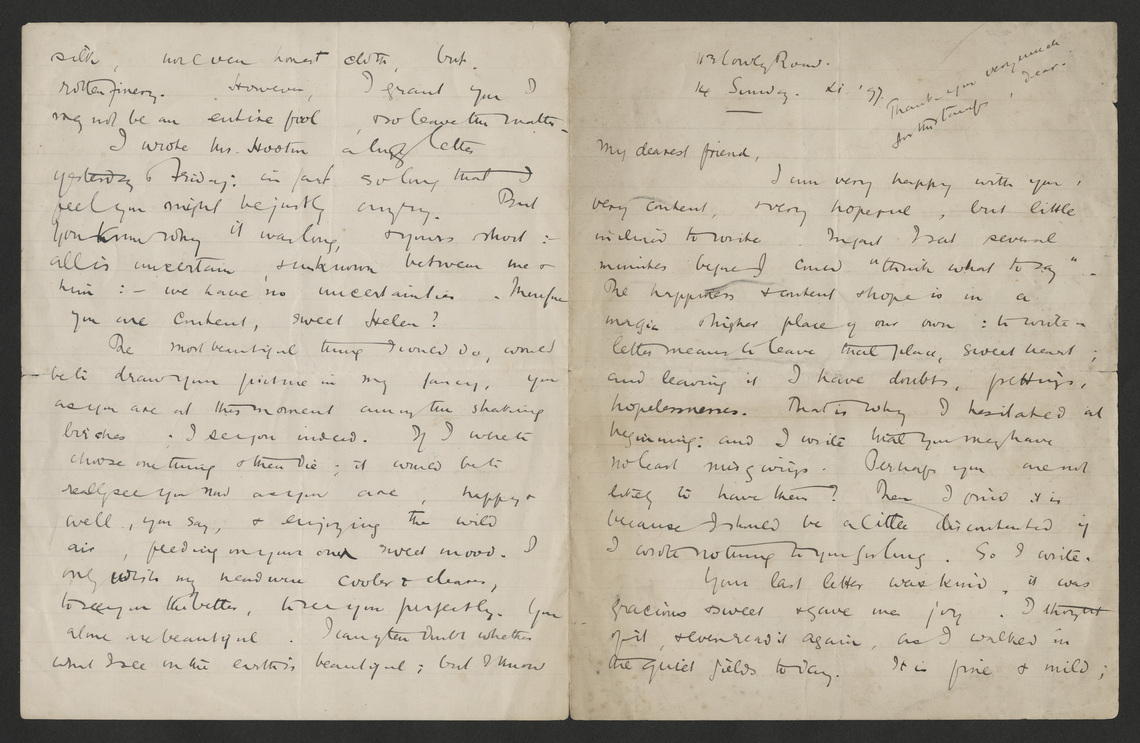 silk, nor even honest cloth, but
rotten finery. However, I grant you I
may not be an entire fool, & so leave the matter –
I wrote Mr. Hooton a long letter
yesterday & Friday: in fact so long that I
feel you might be justly angry. But
you know why it was long, & yours short: –
all is uncertain & unknown between me &
him: – we have no uncertainties. Therefore
you are content, sweet Helen?
The most beautiful thing I could do, would
be to draw your picture in my fancy, you
as you are at this moment among the shaking
birches. I see you indeed. If I were to
choose one thing & then die; it would be to
really see you now as you are, happy &
well, you say, & enjoying the wild
air, feeding on your own sweet mood. I
only wish my head were cooler & clearer,
to see you the better, to see you perfectly. You
alone are beautiful. I can often doubt whether
what I see on the earth is beautiful; but I know
113 Cowley Road.
14 Sunday. xi. '97.
Thank you very much
for this , dear.
My dearest friend,
I am very happy with you,
very content, & very hopeful, but little
inclined to write. In fact I sat several
minutes before I could "think what to say" –
The happiness & content & hope is in a
& higher place of our own: to write a
letter means to leave that place, sweet heart;
and leaving it I have doubts, frettings,
hopelessnesses. That is why I hesitated at
beginning: and I write that you may have
no least misgivings. Perhaps you are not
likely to have them? Then I find it is
because I should be a little discontented if
I wrote nothing to you for long. So I write.
Your last letter was kind, it was
gracious & sweet & gave me joy. I thought
of it, & even read it again, as I walked in
the quiet fields today. It is fine & mild;